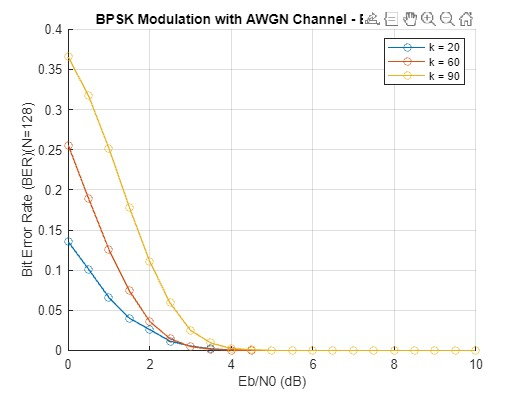 BPSK Modulation with AWGN Channel -
k = 20
k = 60
k = 90
0.4
0.35
0.3
0.25
0.2
0.15
0.1
0.05
0
Bit Error Rate (BER)(N=128)
0 2 4 6 8 10
Eb/N0 (dB)